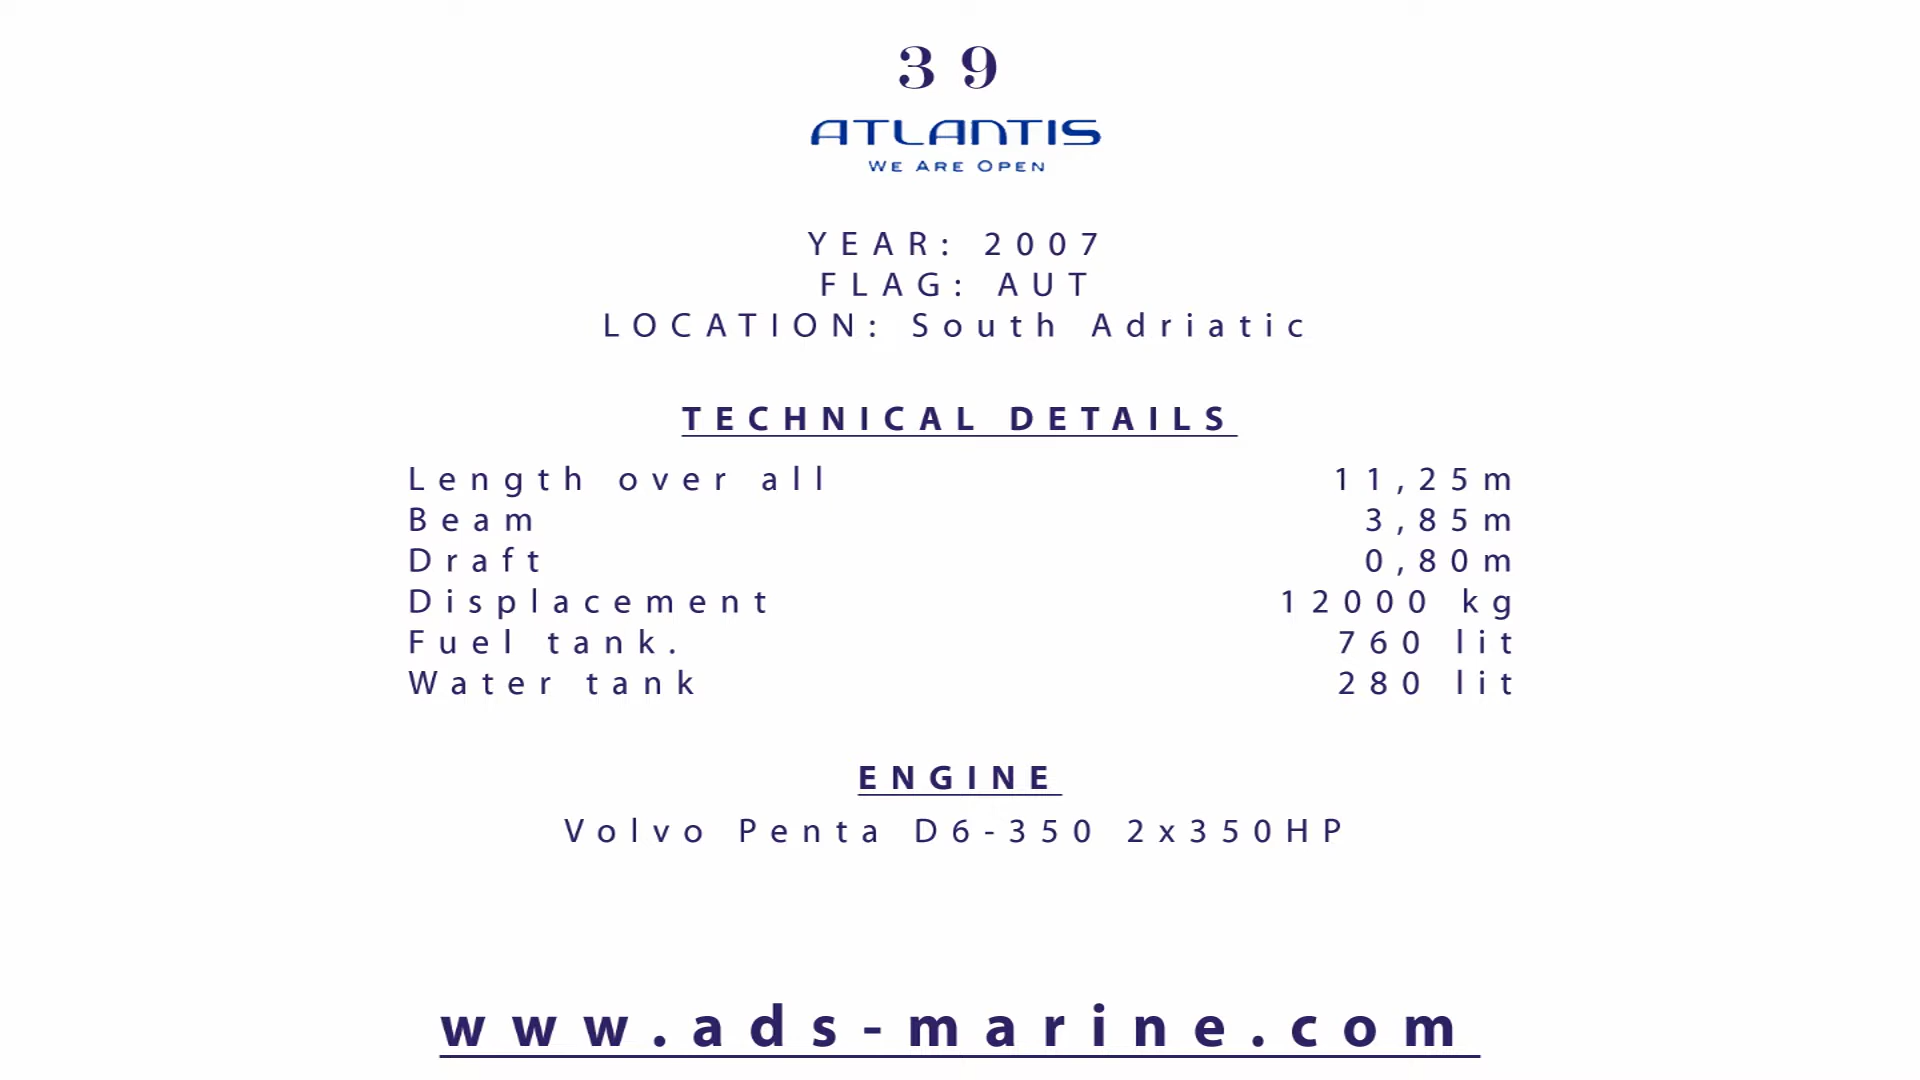 39
ATLANTIS
WE ARE OPEN
YEAR: 2007
FLAG: AUT
LOCATION: South Adriatic
TECHNICAL DETAILS
Length over all 11,25m
Beam 3,85m
Draft 0,80m
Displacement 12000 kg
Fuel tank. 760 lit
Water tank 280 lit
ENGINE
Volvo Penta D6-350 2x350HP
www.ads-marine.com